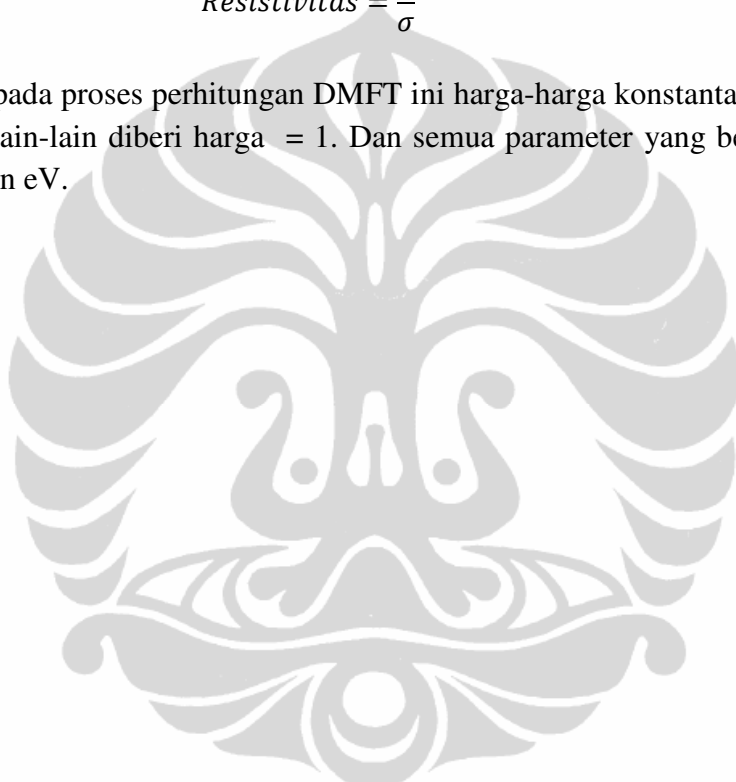 Resistivitas = — σ
pada proses perhitungan DMFT ini harga-harga konstanta
ain-lain diberi harga = 1. Dan semua parameter yang be
n eV.